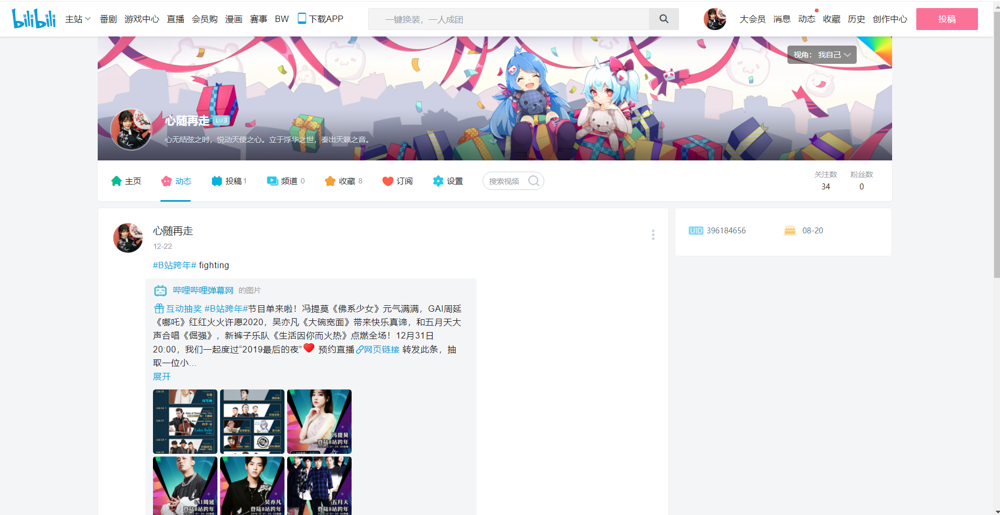 bilibili 主站 番剧 游戏中心 直播 会员购 漫画 赛事 BW 下载APP 一键换装，一人成团 大会员 消息 动态 收藏 历史 创作中心 投稿
视角： 我自己
心随再走 LV3
心无结弦之时，悦动天使之心。立于浮华之世，奏出天籁之音。
主页 动态 投稿 1 频道 0 收藏 8 订阅 设置 搜索视频
关注数 粉丝数
34 0
心随再走
12-22
UID 396184656 08-20
#B站跨年# fighting
哔哩哔哩弹幕网 的图片
互动抽奖 #B站跨年#节目单来啦！冯提莫《佛系少女》元气满满，GAI周延
《哪吒》红红火火许愿2020，吴亦凡《大碗宽面》带来快乐真谛，和五月天大
声合唱《倔强》，新裤子乐队《生活因你而火热》点燃全场！12月31日
20:00，我们一起度过“2019最后的夜” 预约直播 网页链接 转发此条，抽
取一位小...
展开
冯提莫
登陆B站跨年
GAI周延
登陆B站跨年
吴亦凡
登陆B站跨年
五月天
登陆B站跨年